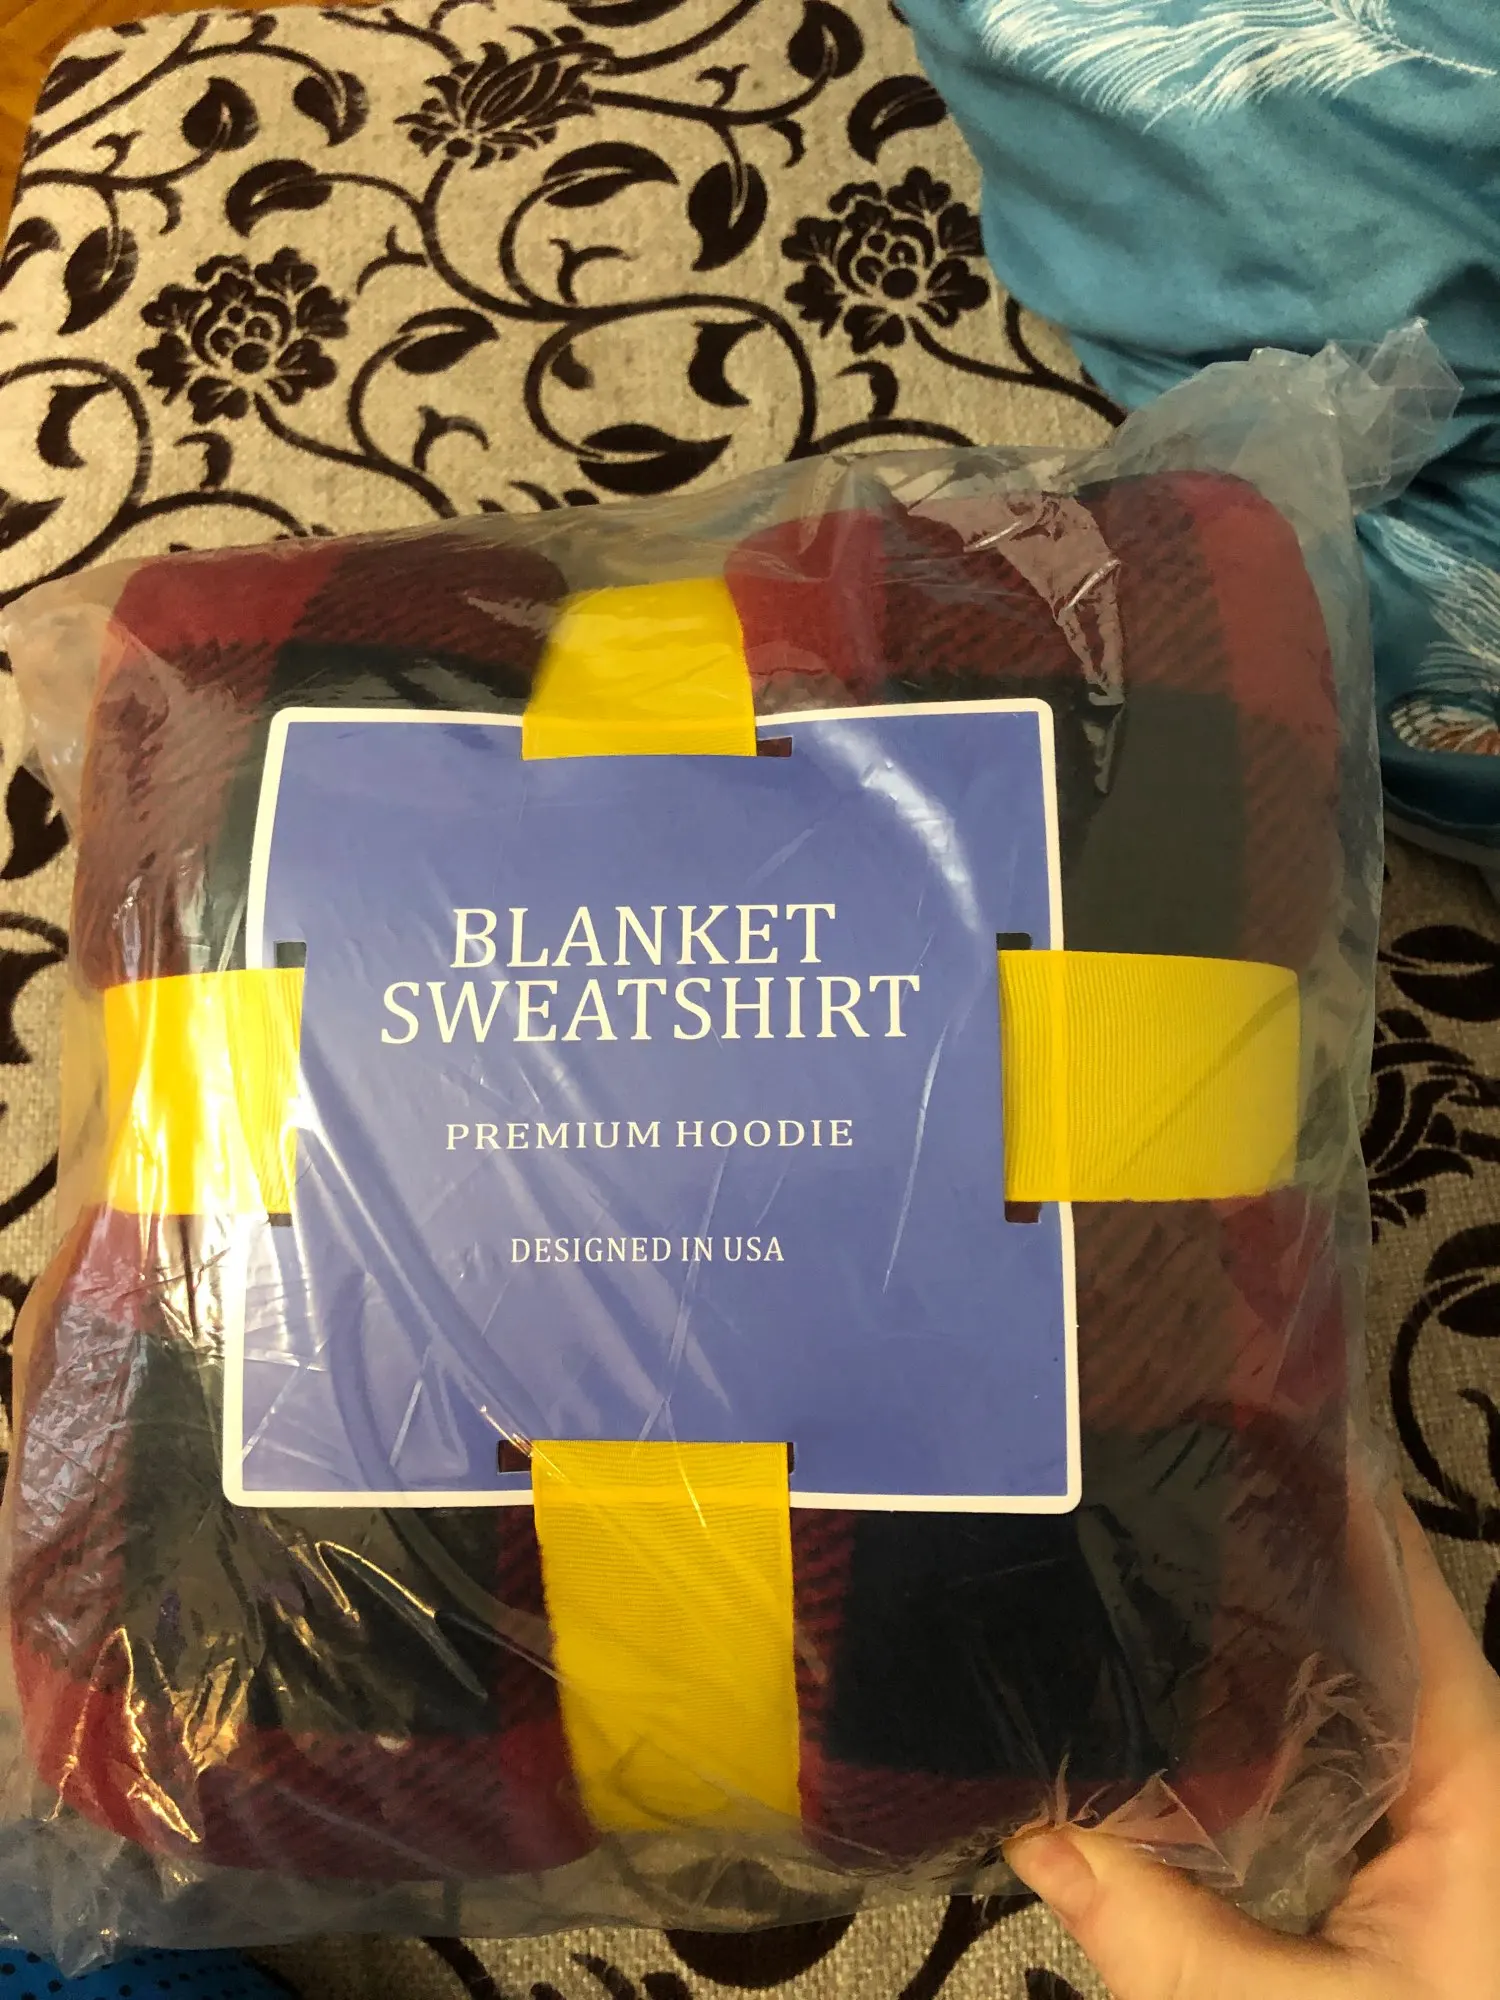 BLANKET
SWEATSHIRT
PREMIUM HOODIE
DESIGNED IN USA